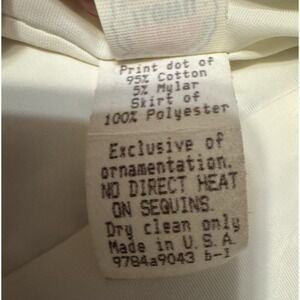 Print dot of
95% Cotton
5% Mylar
Skirt of
100% Polyester
Exclusive of
ornamentation.
NO DIRECT HEAT
ON SEQUINS.
Dry clean only
Made in U.S.A.
9784a9043 b-1